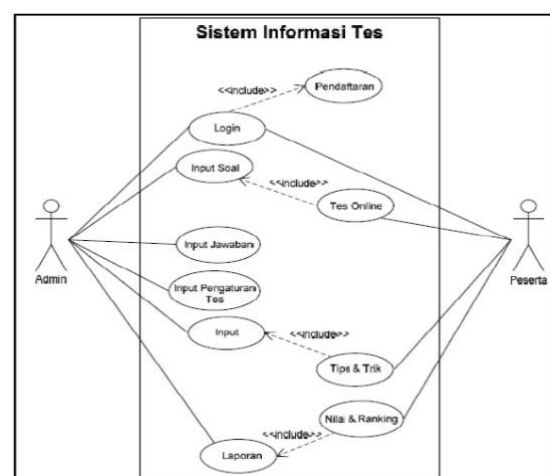 Sistem Informasi Tes
<<include>>
Pendaftaran
Login
Input Soal
<<include>>
Tes Online
Admin
Peserta
Input Jawaban
Input Pengaturan
Tes
Input
<<include>>
Tips & Trik
Nilai & Ranking
<<include>>
Laporan